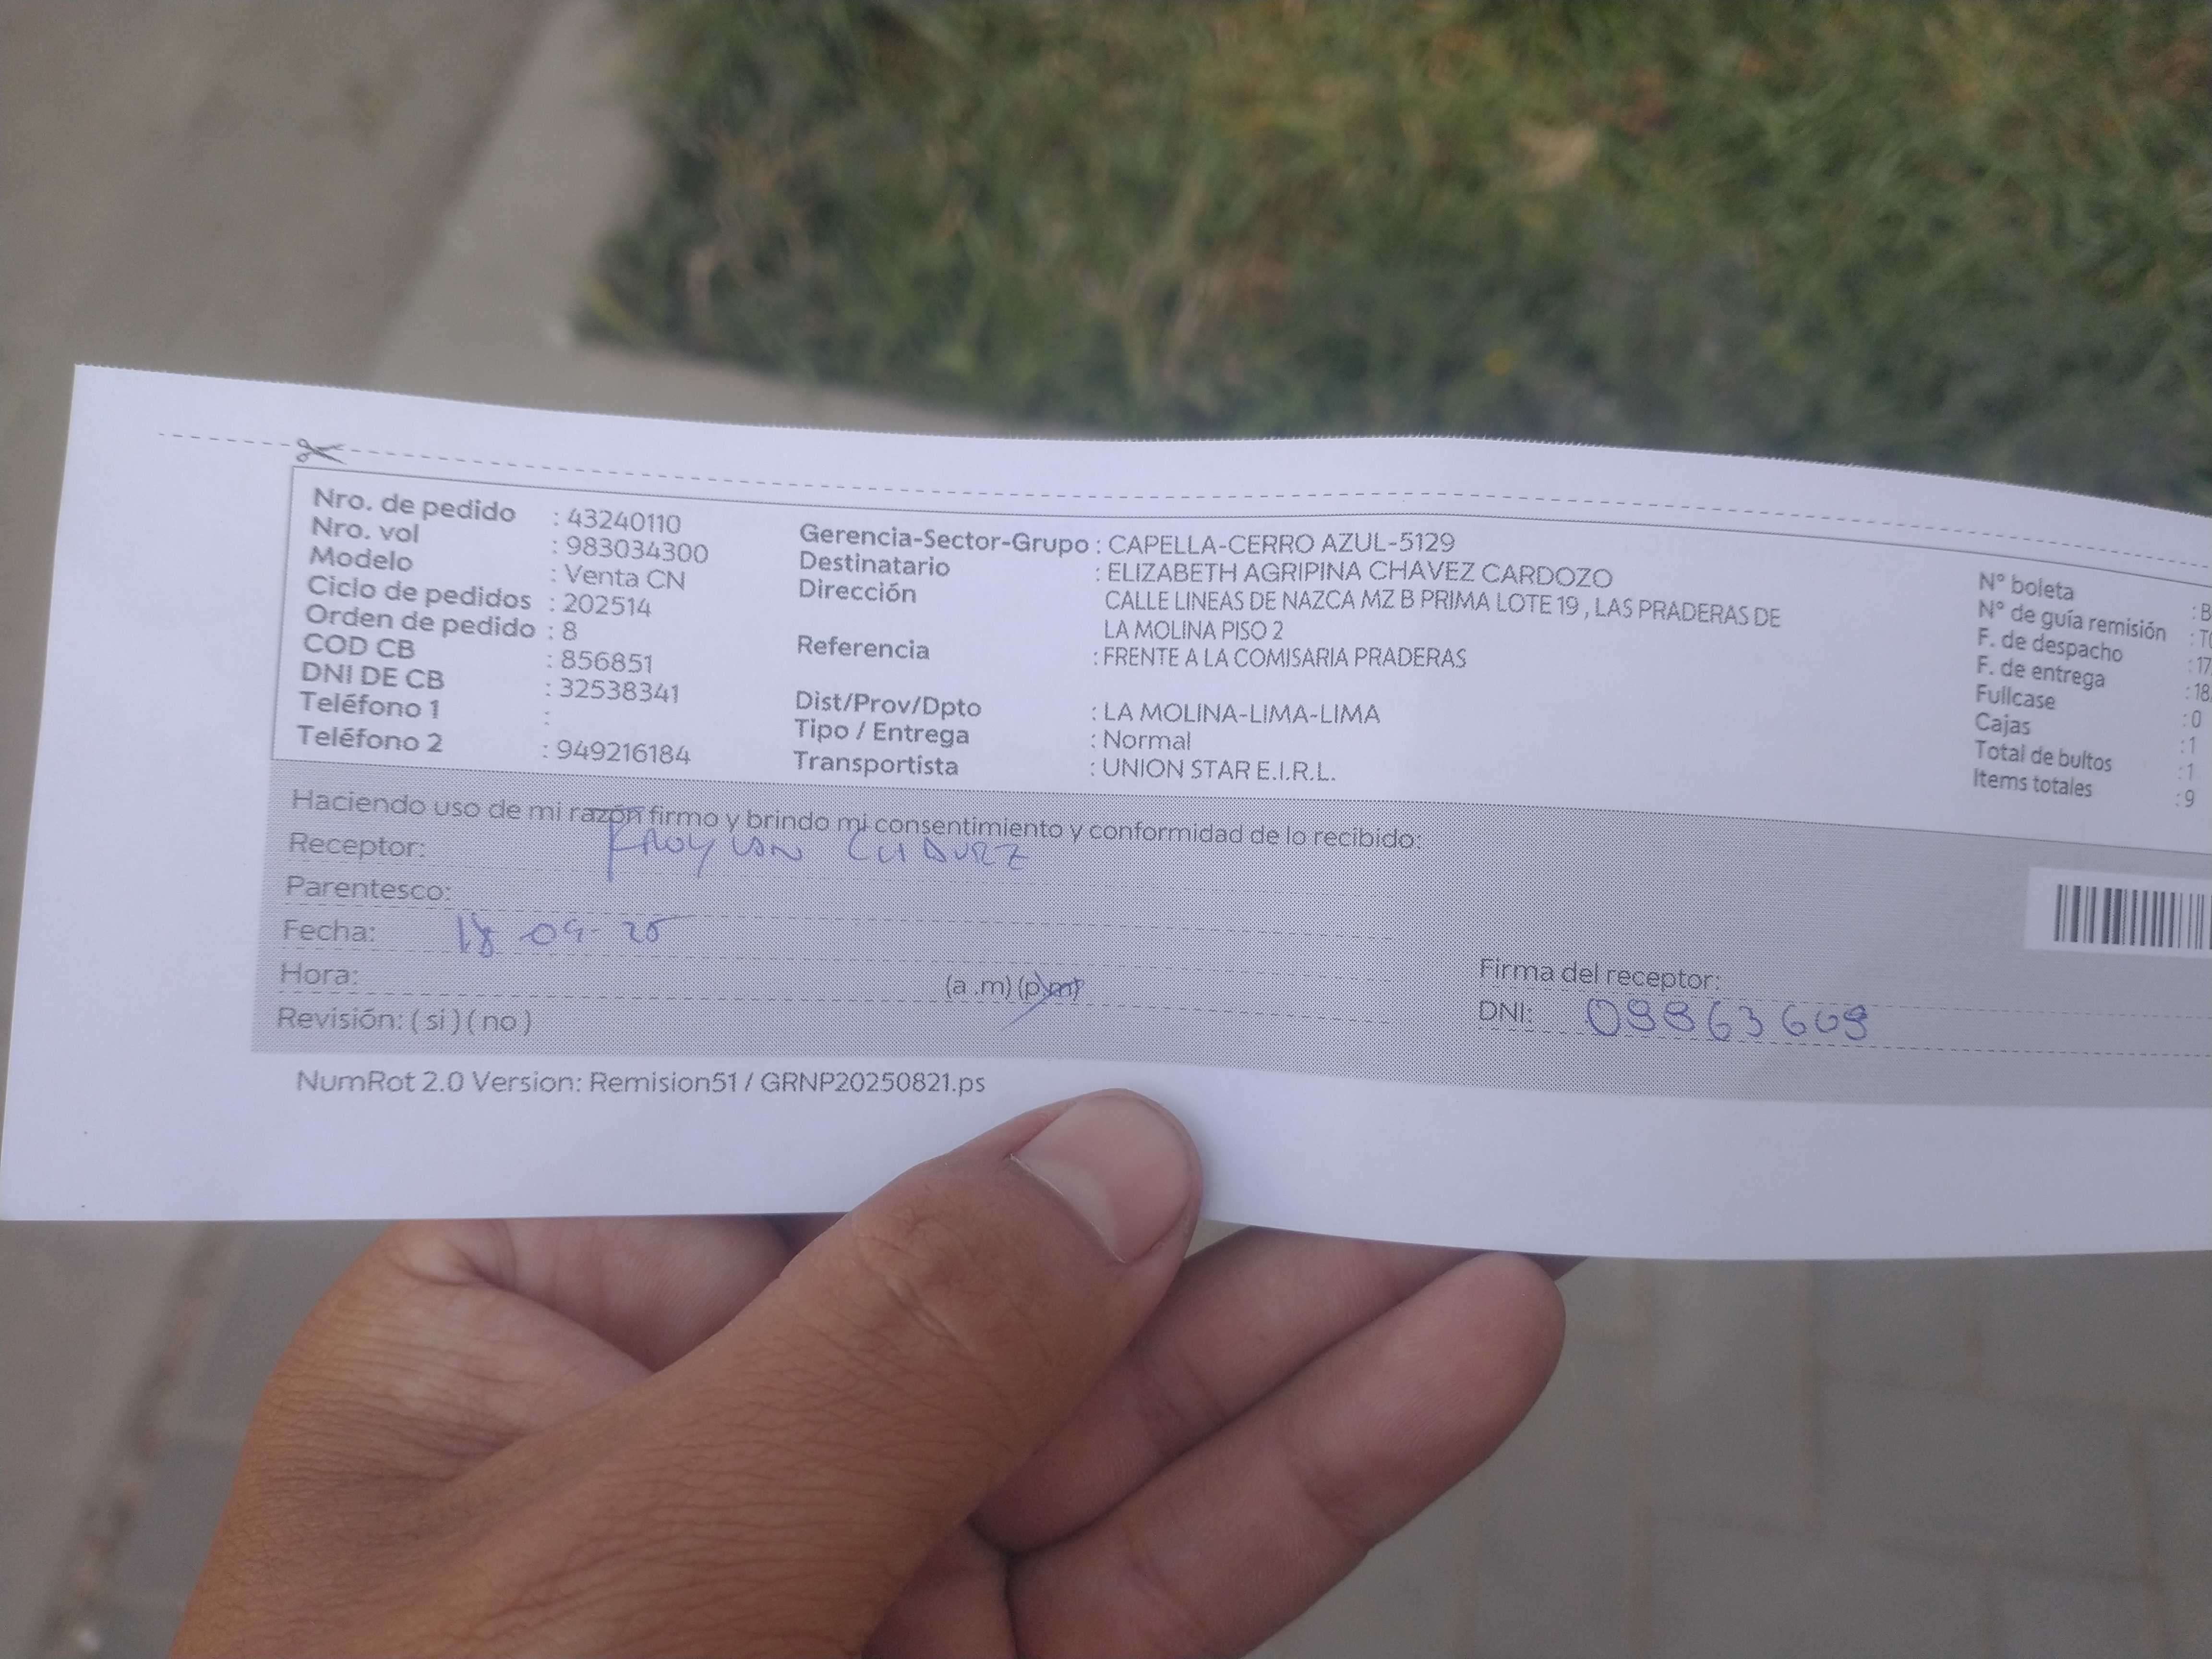 Nro. de pedido : 43240110
Nro. vol : 983034300
Modelo : Venta CN
Ciclo de pedidos : 202514
Orden de pedido : 8
COD CB : 856851
DNI DE CB : 32538341
Teléfono 1 :
Teléfono 2 : 949216184
Gerencia-Sector-Grupo : CAPELLA-CERRO AZUL-5129
Destinatario : ELIZABETH AGRIPINA CHAVEZ CARDOZO
Dirección CALLE LINEAS DE NAZCA MZ B PRIMA LOTE 19 , LAS PRADERAS DE
LA MOLINA PISO 2
Referencia : FRENTE A LA COMISARIA PRADERAS
Dist/Prov/Dpto : LA MOLINA-LIMA-LIMA
Tipo / Entrega : Normal
Transportista : UNION STAR E.I.R.L.
N° boleta : B
N° de guía remisión : T
F. de despacho : 17
F. de entrega : 18
Fullcase : 0
Cajas : 1
Total de bultos : 1
Items totales : 9
Haciendo uso de mi razón firmo y brindo mi consentimiento y conformidad de lo recibido:
Receptor:
Parentesco:
Fecha: 18-09-25
Hora: (a .m) (p.m)
Revisión: ( si ) ( no )
Firma del receptor:
DNI:
NumRot 2.0 Version: Remision51 / GRNP20250821.ps